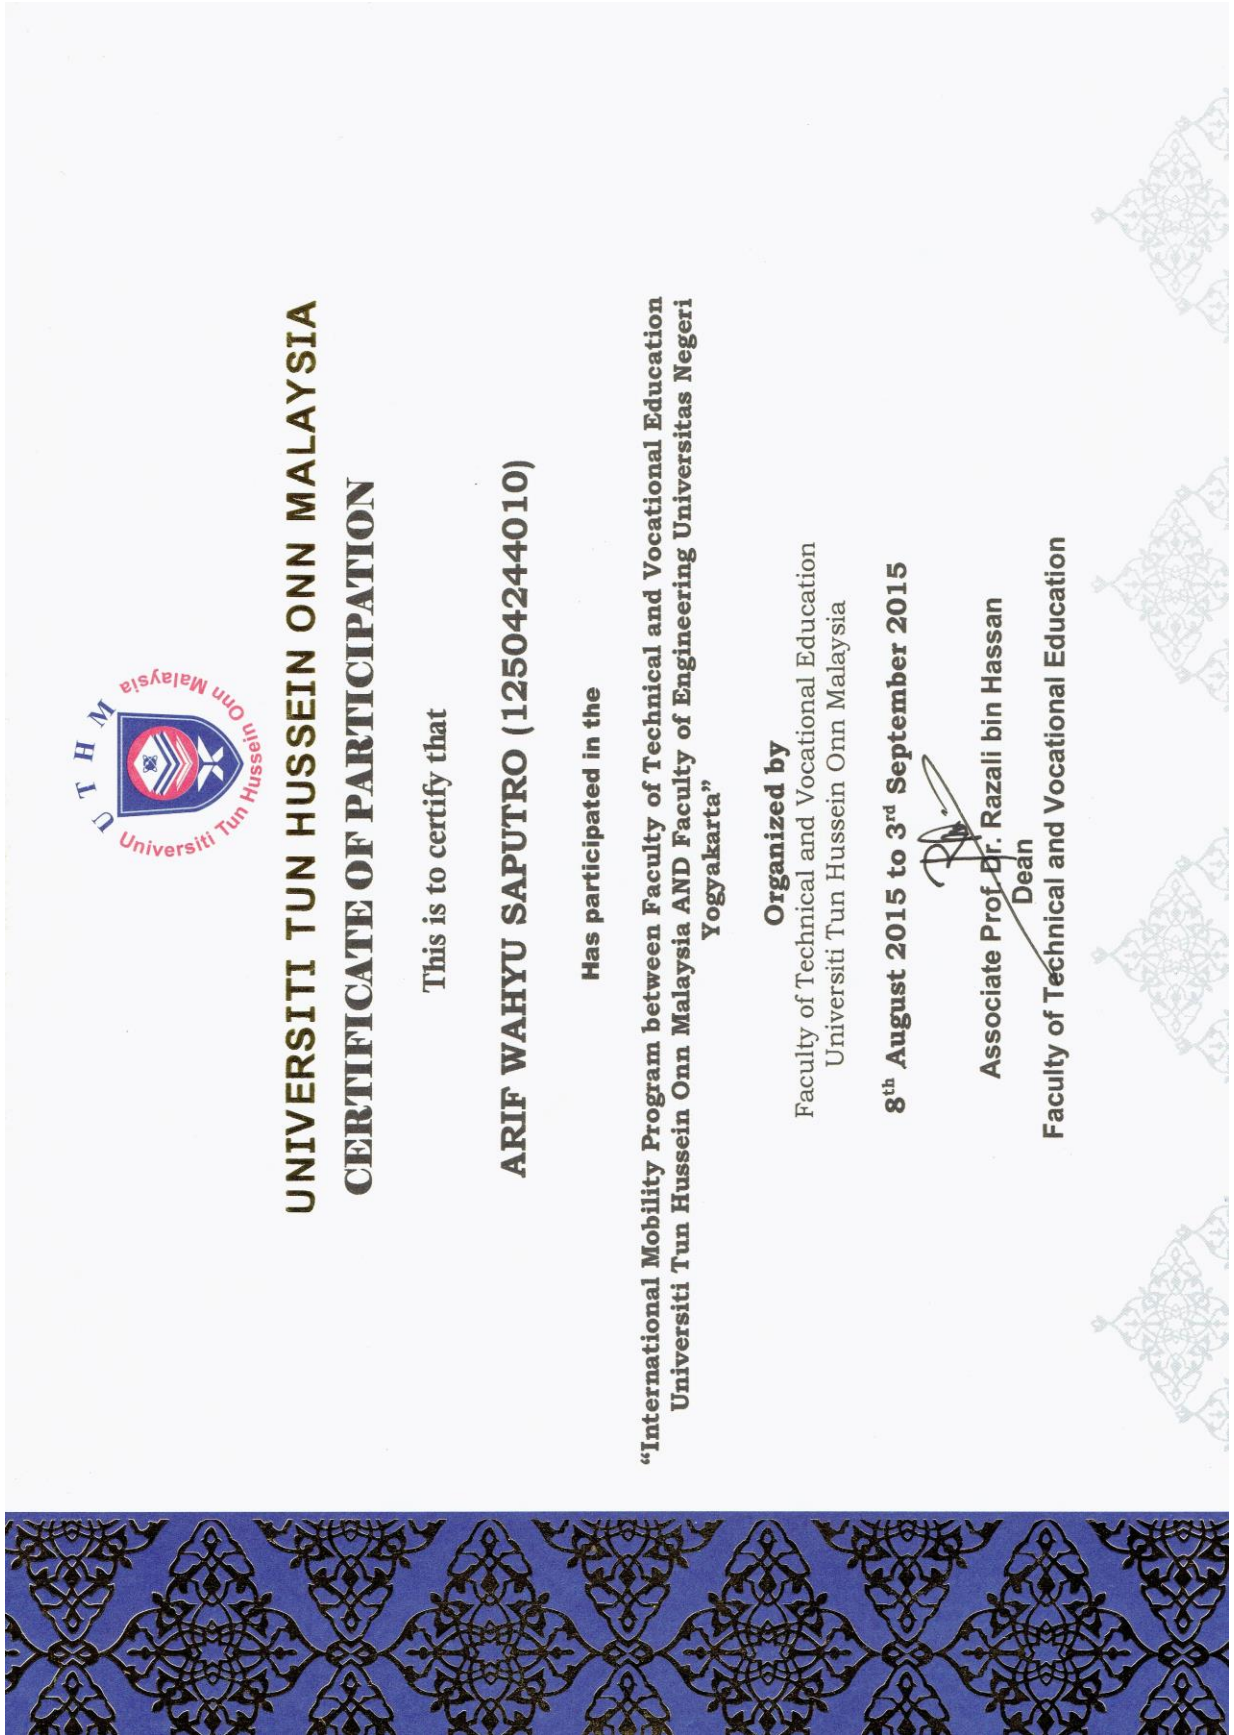 U T H M
Universiti Tun Hussein Onn Malaysia
UNIVERSITI TUN HUSSEIN ONN MALAYSIA
CERTIFICATE OF PARTICIPATION
This is to certify that
ARIF WAHYU SAPUTRO (12504244010)
Has participated in the
“International Mobility Program between Faculty of Technical and Vocational Education
Universiti Tun Hussein Onn Malaysia AND Faculty of Engineering Universitas Negeri
Yogyakarta”
Organized by
Faculty of Technical and Vocational Education
Universiti Tun Hussein Onn Malaysia
8th August 2015 to 3rd September 2015
Associate Prof.Dr. Razali bin Hassan
Dean
Faculty of Technical and Vocational Education